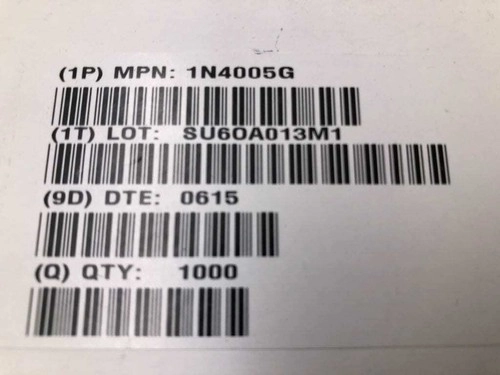 (1P) MPN: 1N4005G
(1T) LOT: SU60A013M1
(9D) DTE: 0615
(Q) QTY: 1000